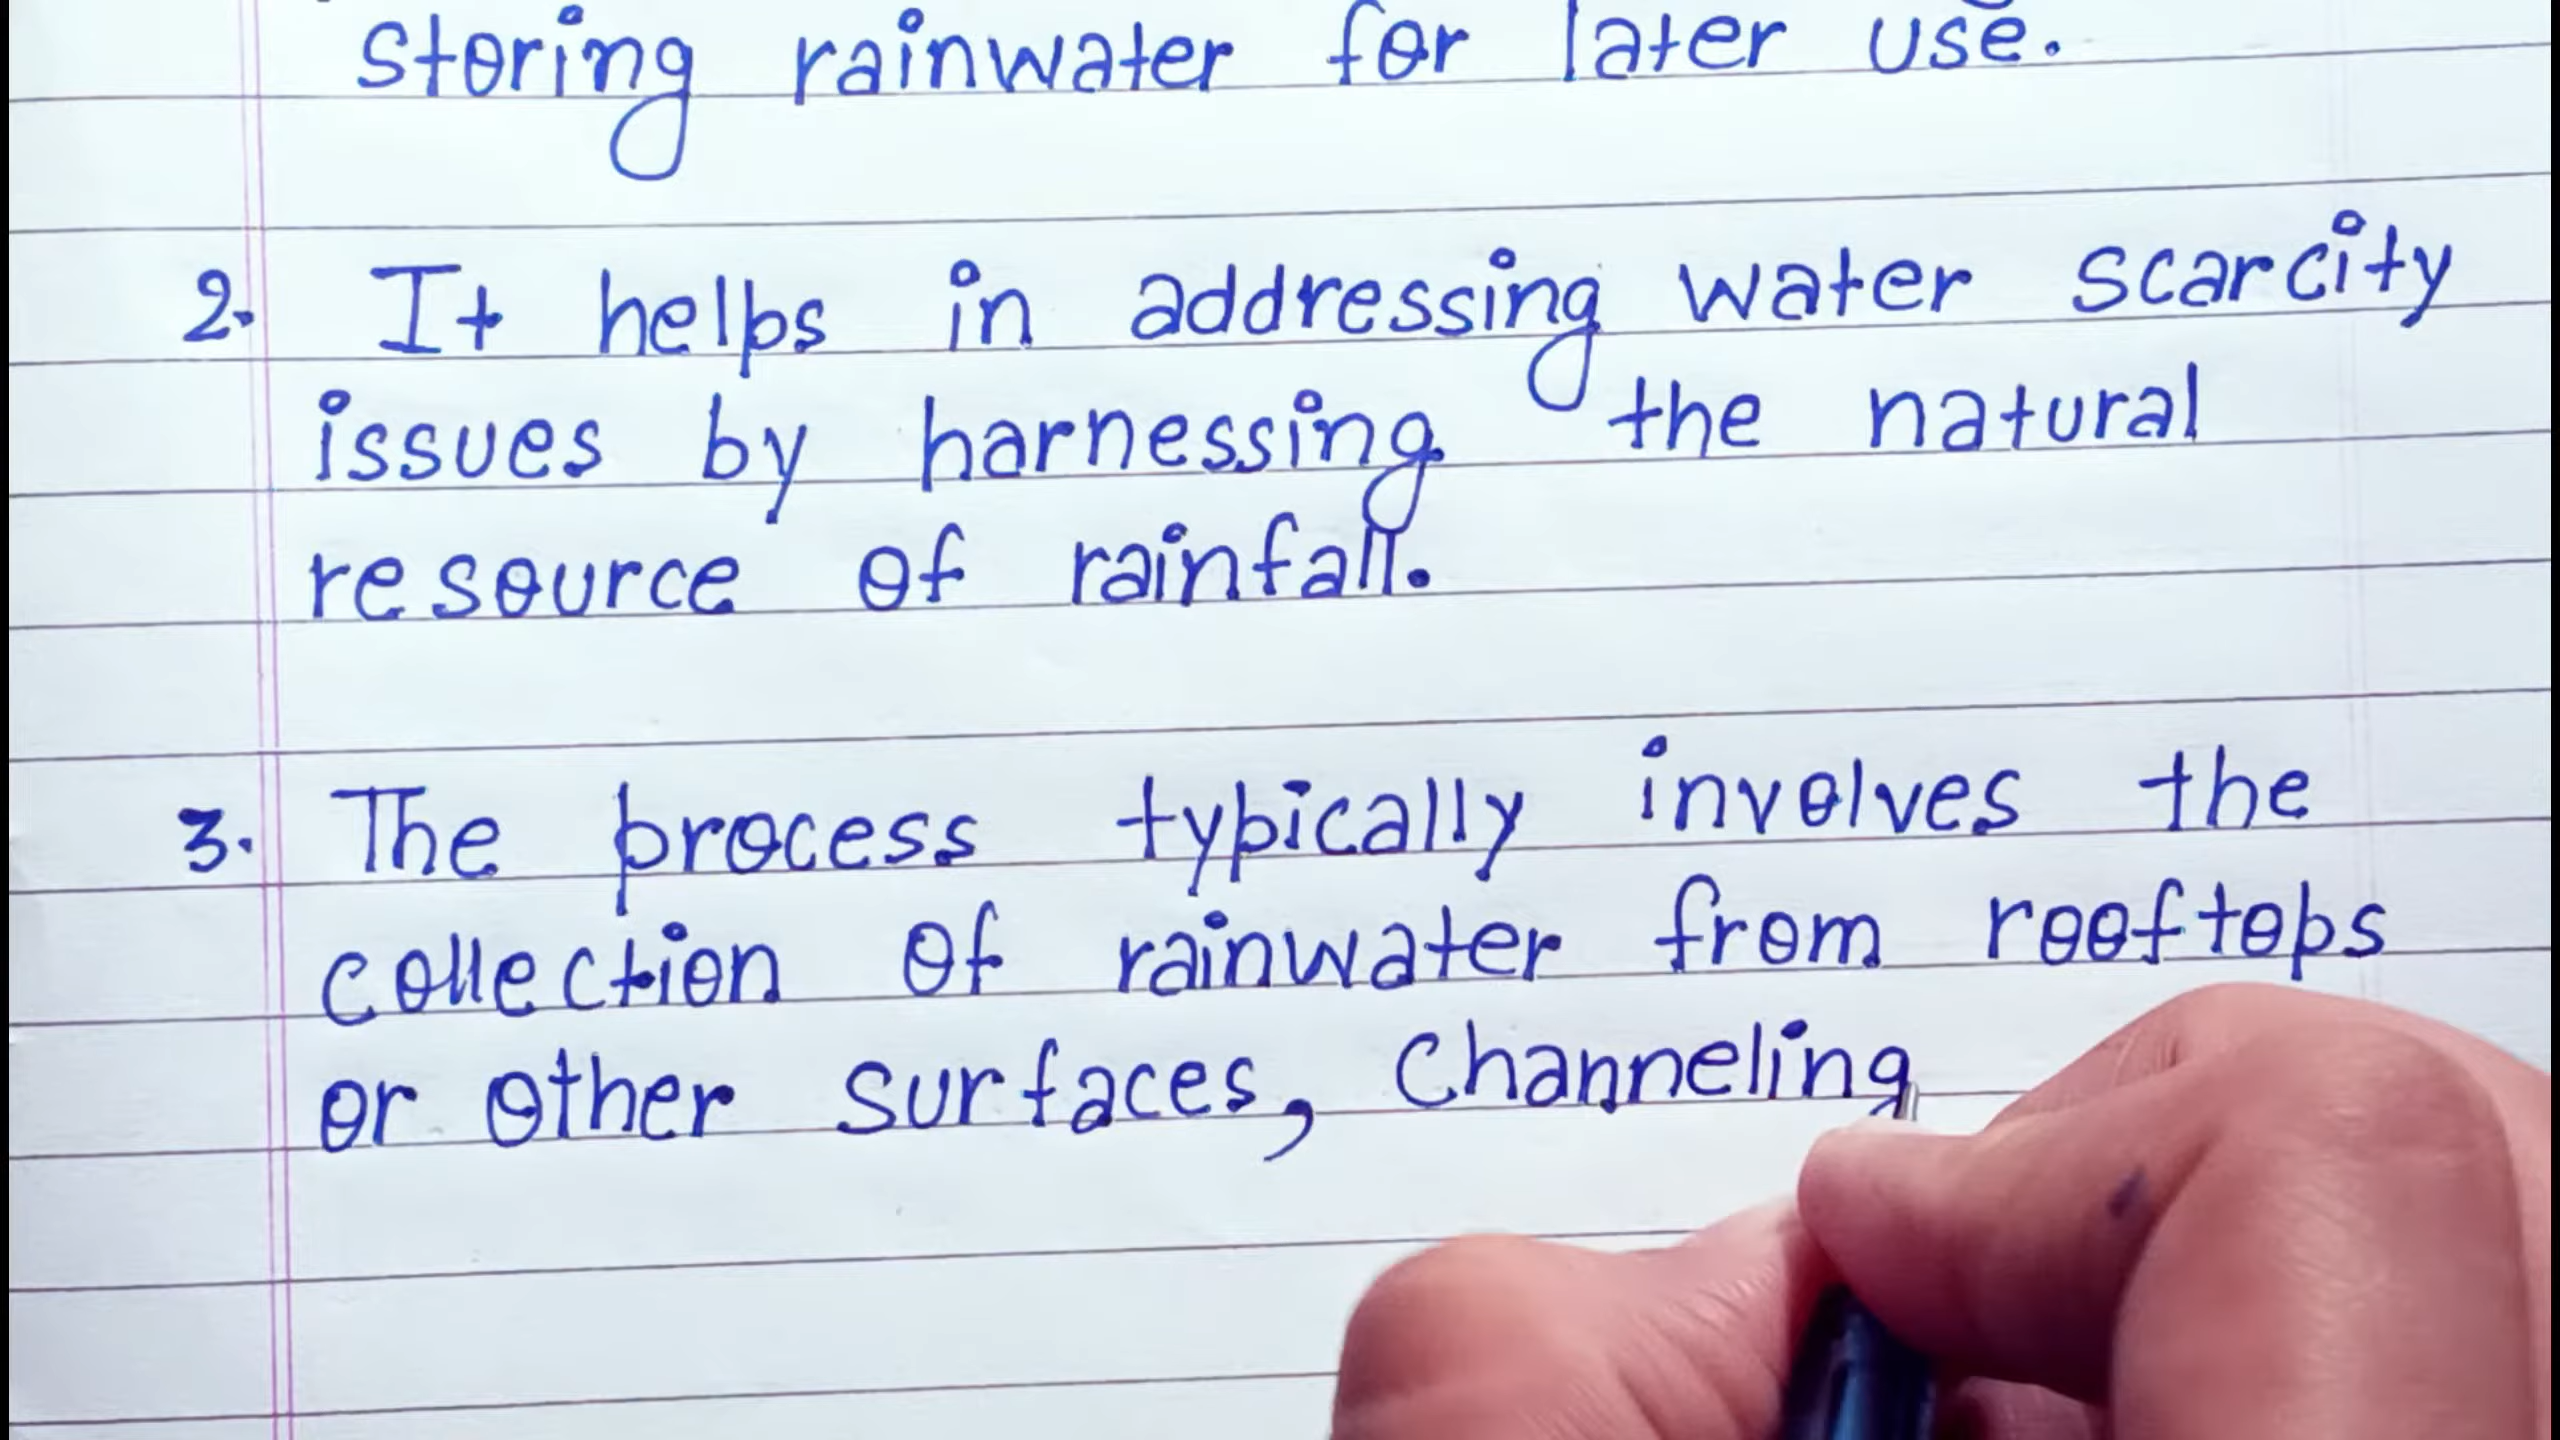 storing rainwater for later use.
2. It helps in addressing water scarcity
issues by harnessing the natural
resource of rainfall.
3. The process typically involves the
collection of rainwater from rooftops
or other surfaces, channeling